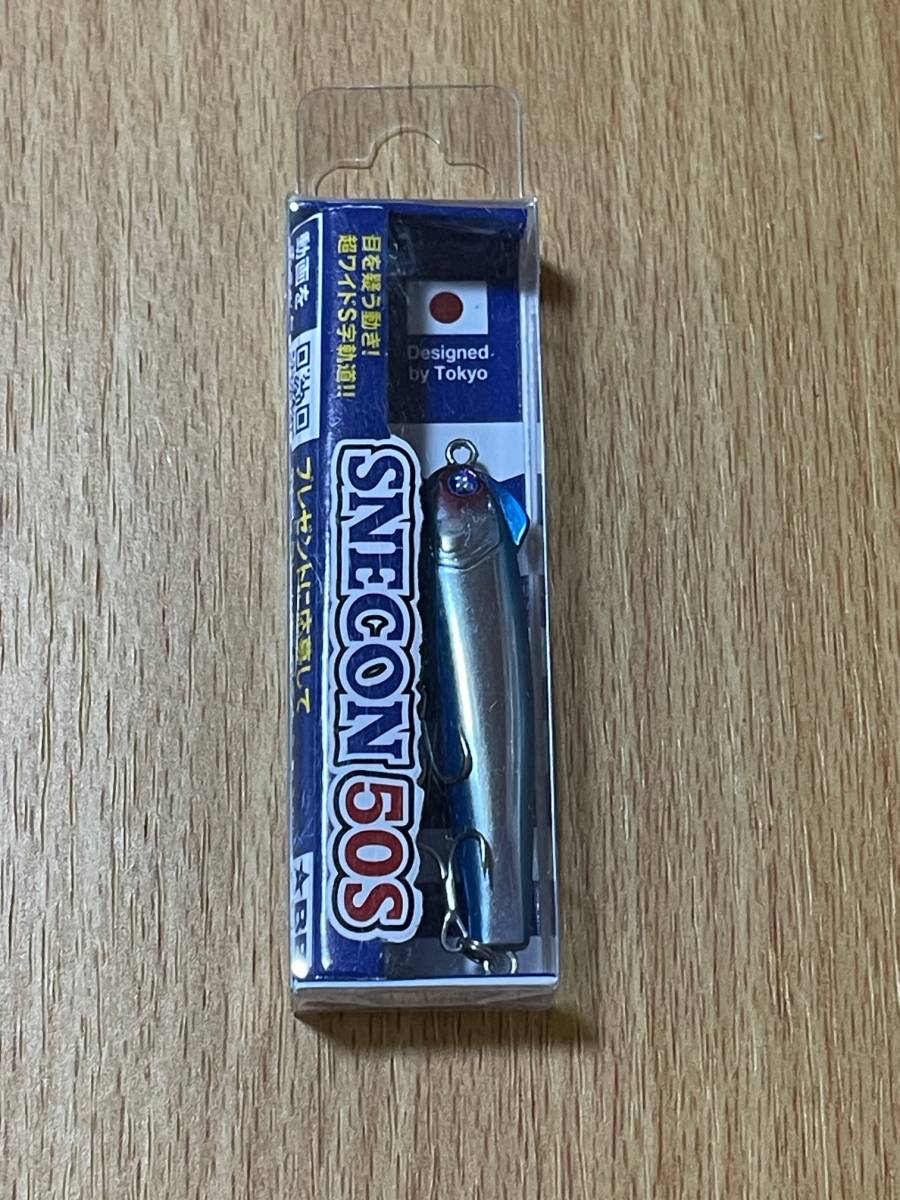 目を疑う動き!
超ワイドS字軌道!!
Designed
by Tokyo
SNECON 50S
動画を
プレゼントに応募して